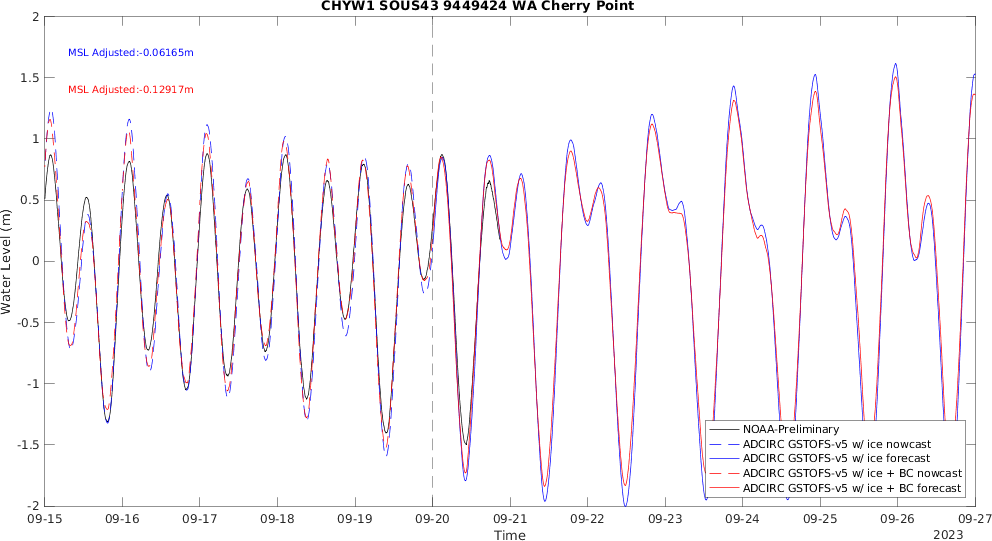 CHYW1 SOUS43 9449424 WA Cherry Point
MSL Adjusted:-0.06165m
MSL Adjusted:-0.12917m
Water Level (m)
2
1.5
1
0.5
0
-0.5
-1
-1.5
-2
NOAA-Preliminary
ADCIRC GSTOFS-v5 w/ ice nowcast
ADCIRC GSTOFS-v5 w/ ice forecast
ADCIRC GSTOFS-v5 w/ ice + BC nowcast
ADCIRC GSTOFS-v5 w/ ice + BC forecast
09-15 09-16 09-17 09-18 09-19 09-20 09-21 09-22 09-23 09-24 09-25 09-26 09-27
Time
2023